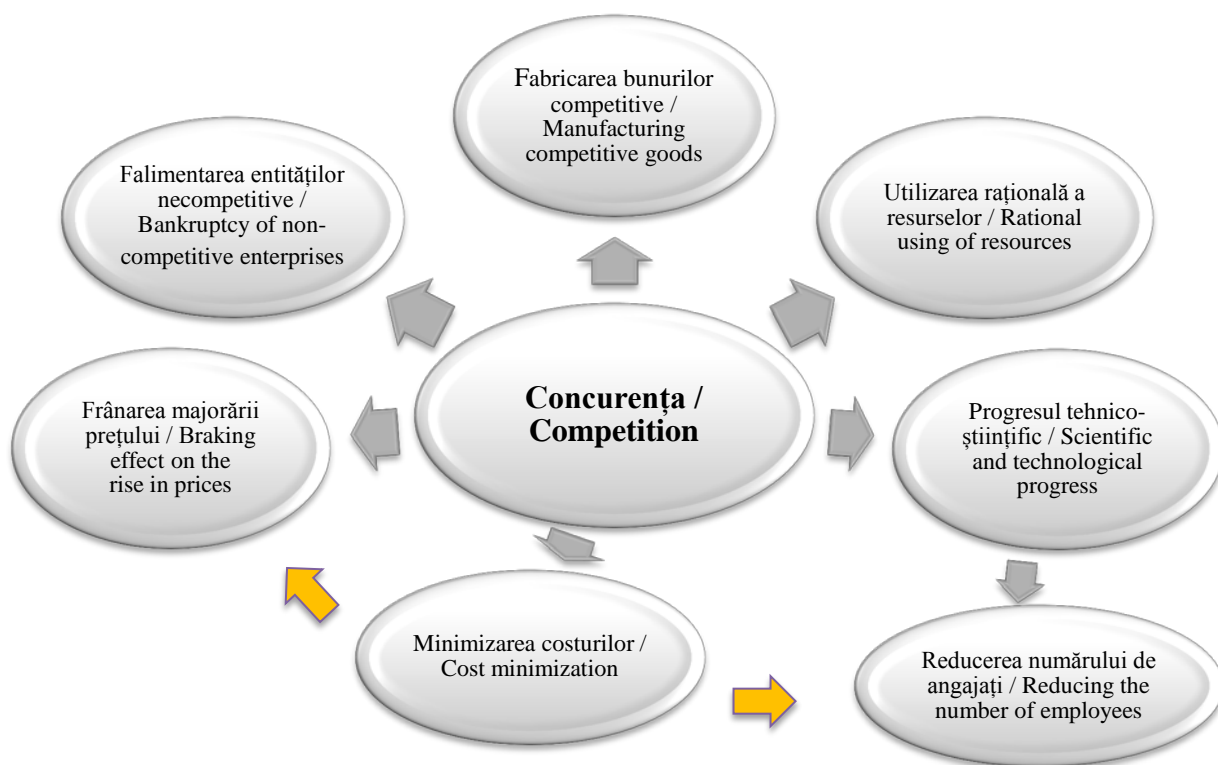 Fabricarea bunurilor
competitive /
Manufacturing
competitive goods
Falimentarea entităților
necompetitive /
Bankruptcy of non-
competitive enterprises
Utilizarea rațională a
resurselor / Rational
using of resources
Concurența /
Competition
Frânarea majorării
prețului / Braking
effect on the
rise in prices
Progresul tehnico-
științific / Scientific
and technological
progress
Minimizarea costurilor /
Cost minimization
Reducerea numărului de
angajați / Reducing the
number of employees